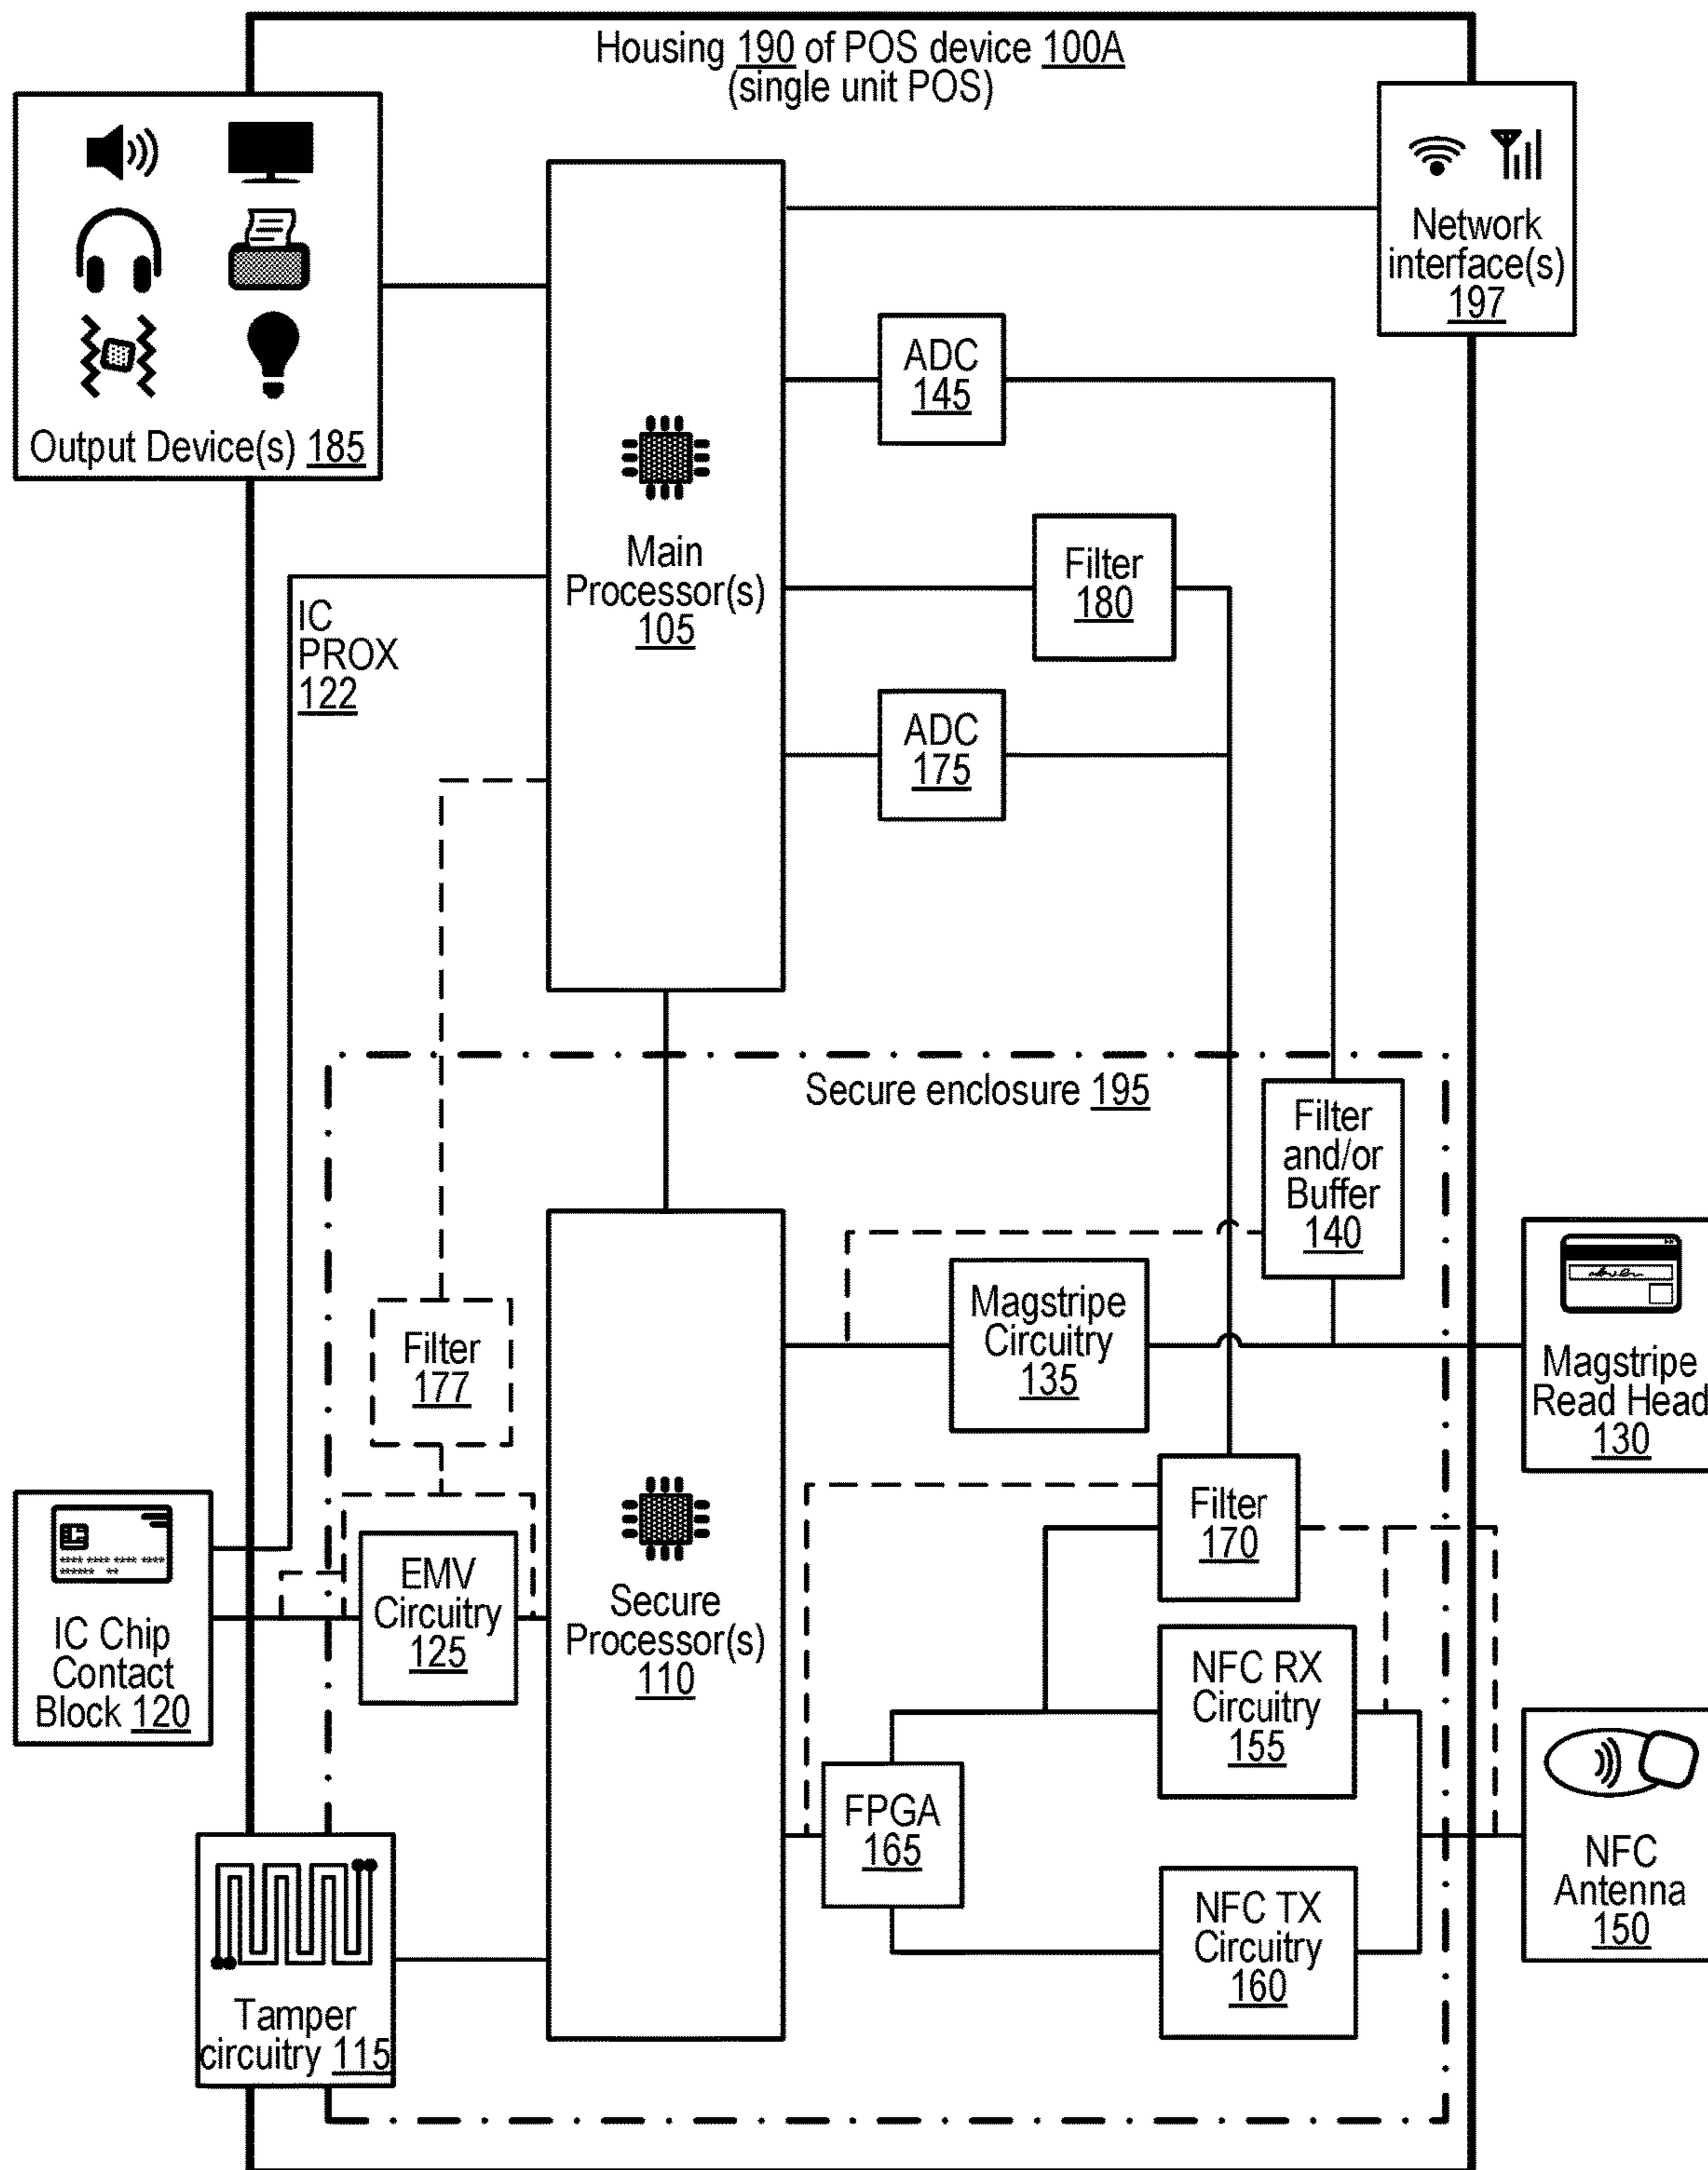 Housing 190 of POS device 100A
(single unit POS)
Output Device(s) 185
Network
interface(s)
197
ADC
145
Main
Processor(s)
105
Filter
180
IC
PROX
122
ADC
175
Secure enclosure 195
Filter
and/or
Buffer
140
Magstripe
Circuitry
135
Filter
177
Magstripe
Read Head
130
Filter
170
EMV
Circuitry
125
Secure
Processor(s)
110
IC Chip
Contact
Block 120
NFC RX
Circuitry
155
FPGA
165
NFC
Antenna
150
NFC TX
Circuitry
160
Tamper
circuitry 115